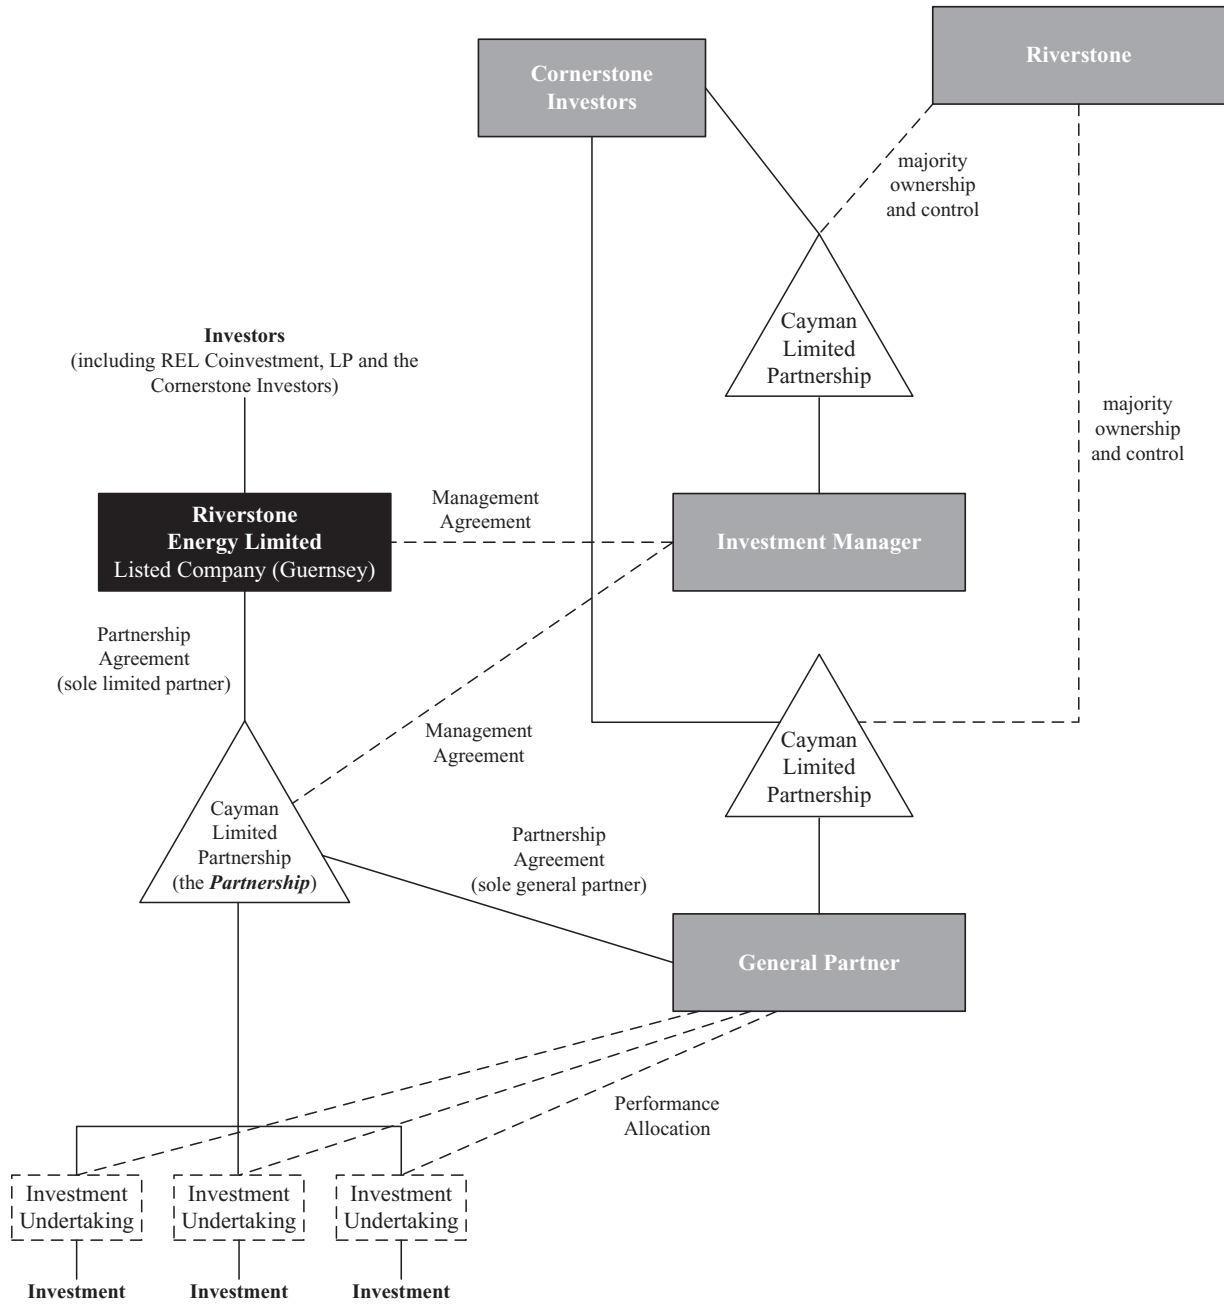 Riverstone
Cornerstone
Investors
majority
ownership
and control
Cayman
Limited
Partnership
Investors
(including REL Coinvestment, LP and the
Cornerstone Investors)
majority
ownership
and control
Riverstone
Energy Limited
Listed Company (Guernsey)
Management
Agreement
Investment Manager
Partnership
Agreement
(sole limited partner)
Management
Agreement
Cayman
Limited
Partnership
Cayman
Limited
Partnership
(the Partnership)
Partnership
Agreement
(sole general partner)
General Partner
Performance
Allocation
Investment
Undertaking
Investment
Undertaking
Investment
Undertaking
Investment
Investment
Investment